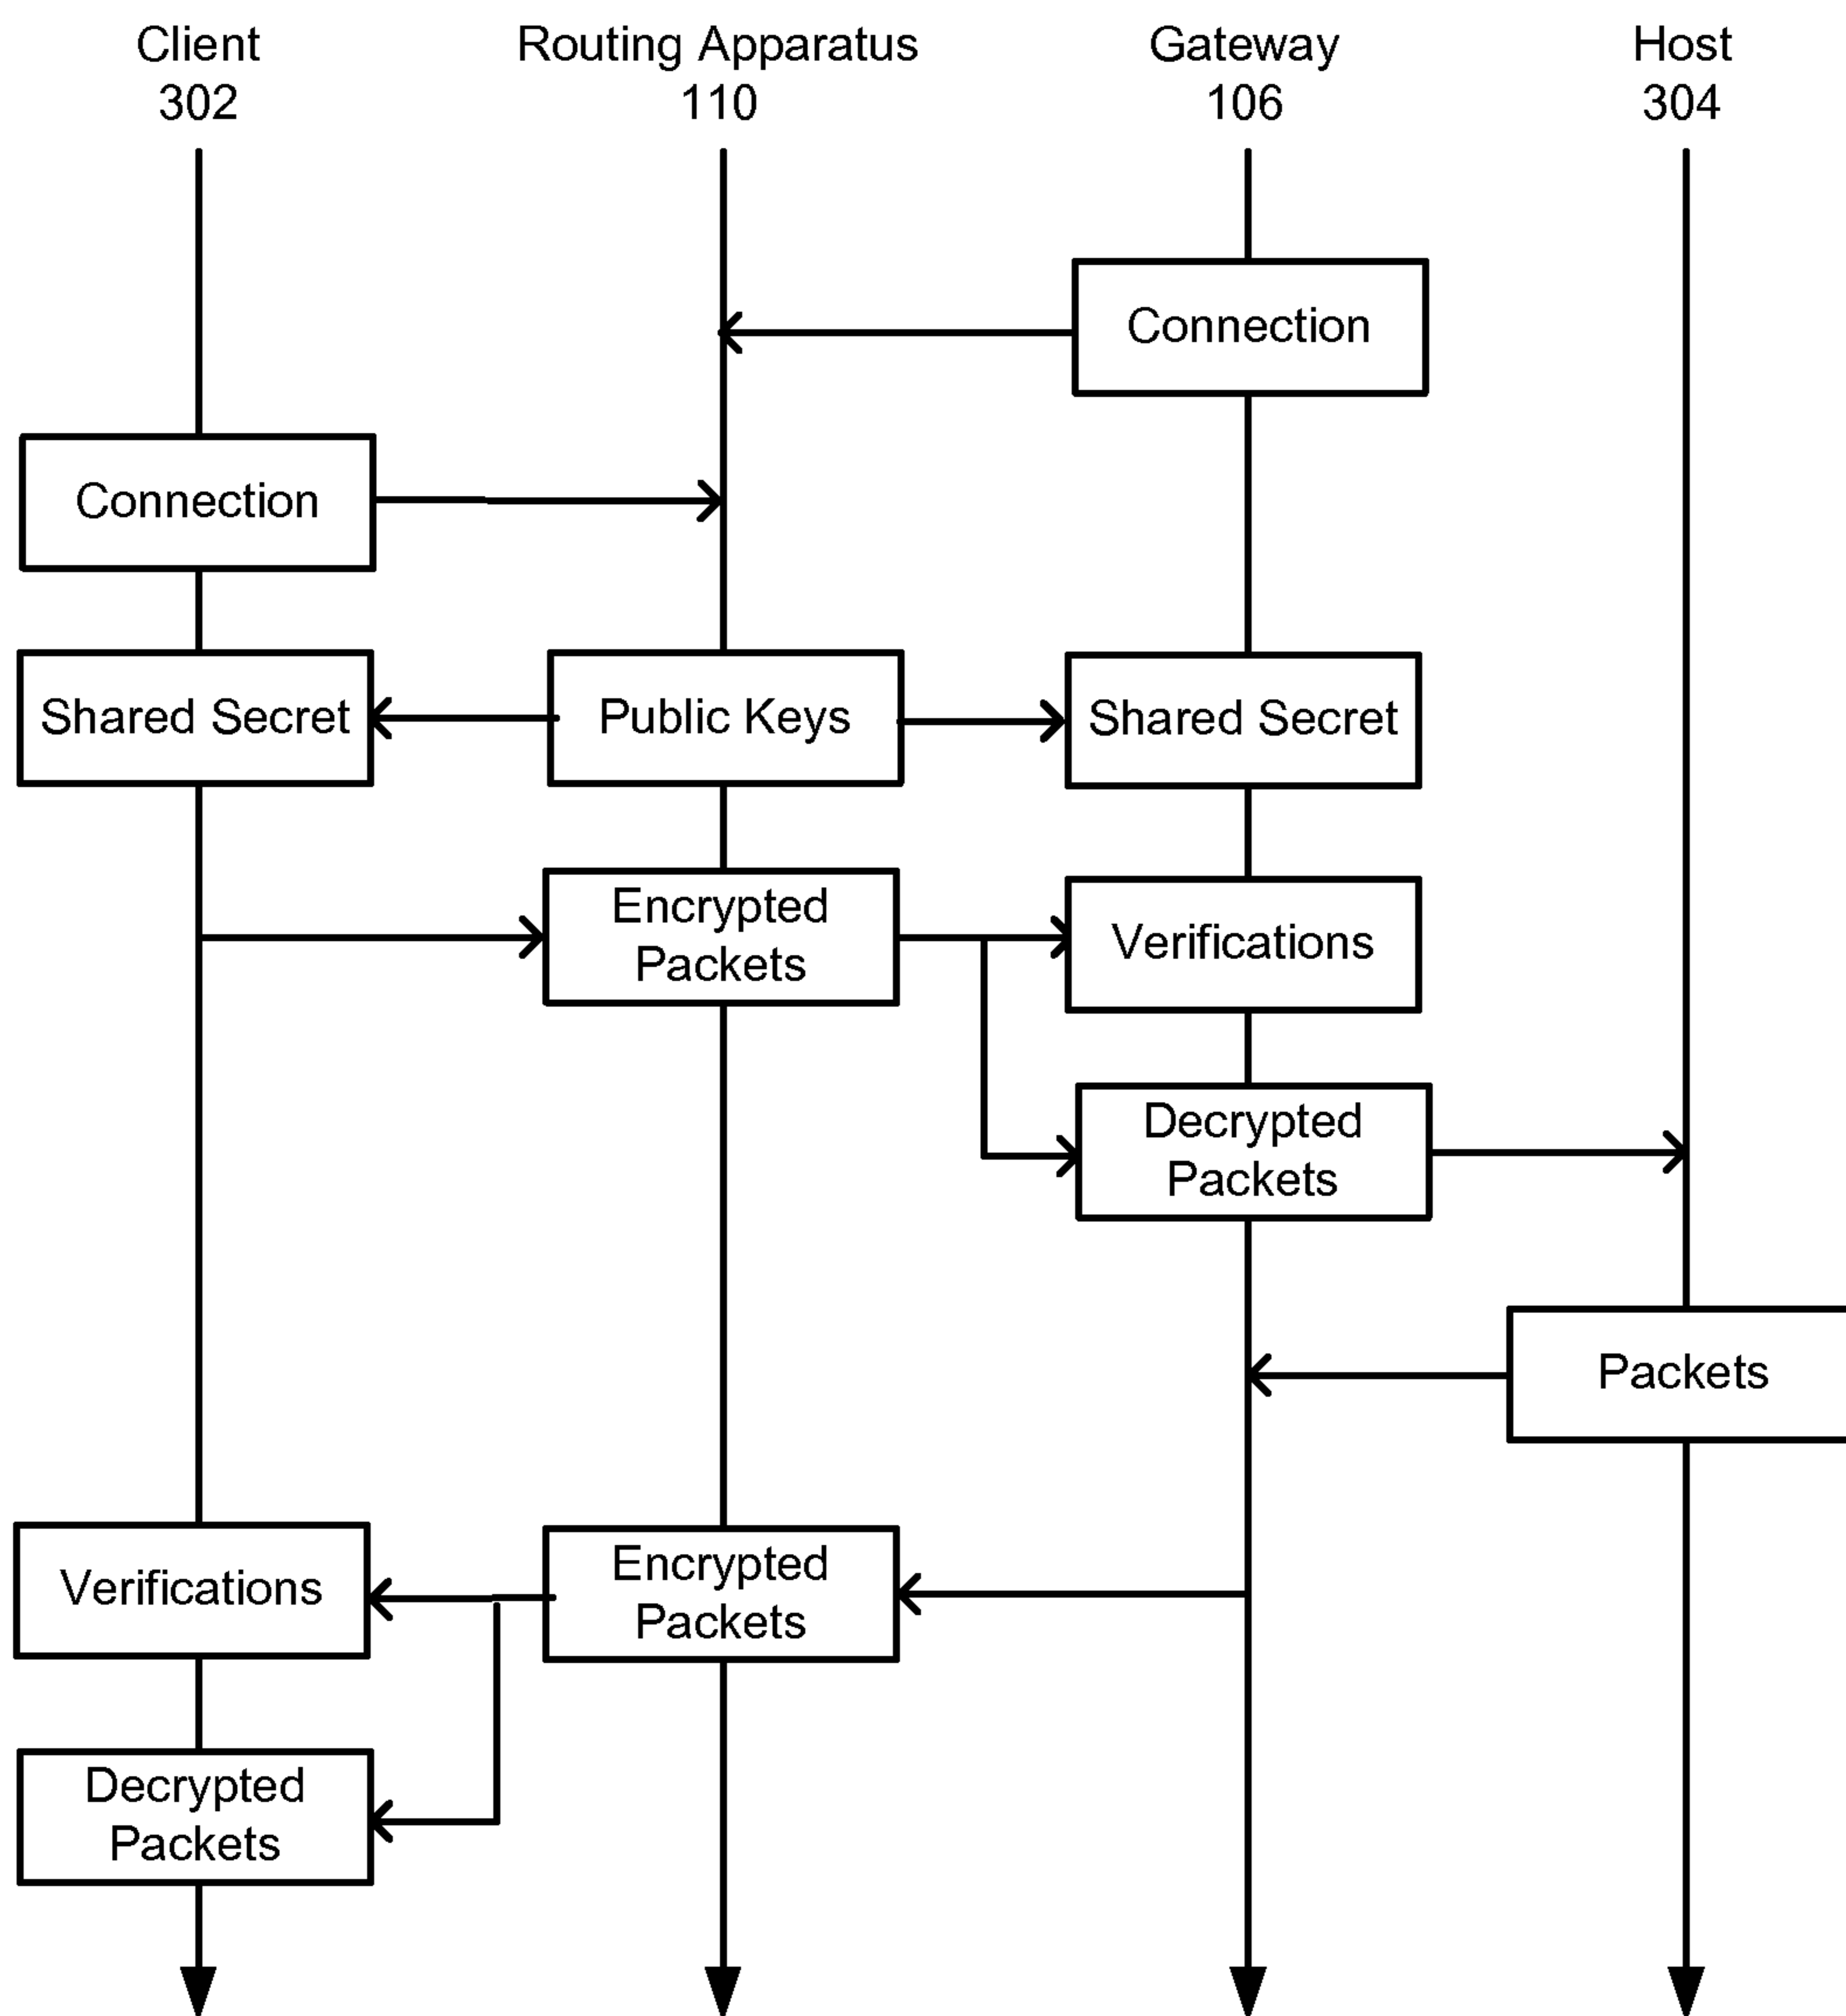 Client
302
Routing Apparatus
110
Gateway
106
Host
304
Connection
Connection
Shared Secret
Public Keys
Shared Secret
Encrypted
Packets
Verifications
Decrypted
Packets
Packets
Verifications
Encrypted
Packets
Decrypted
Packets